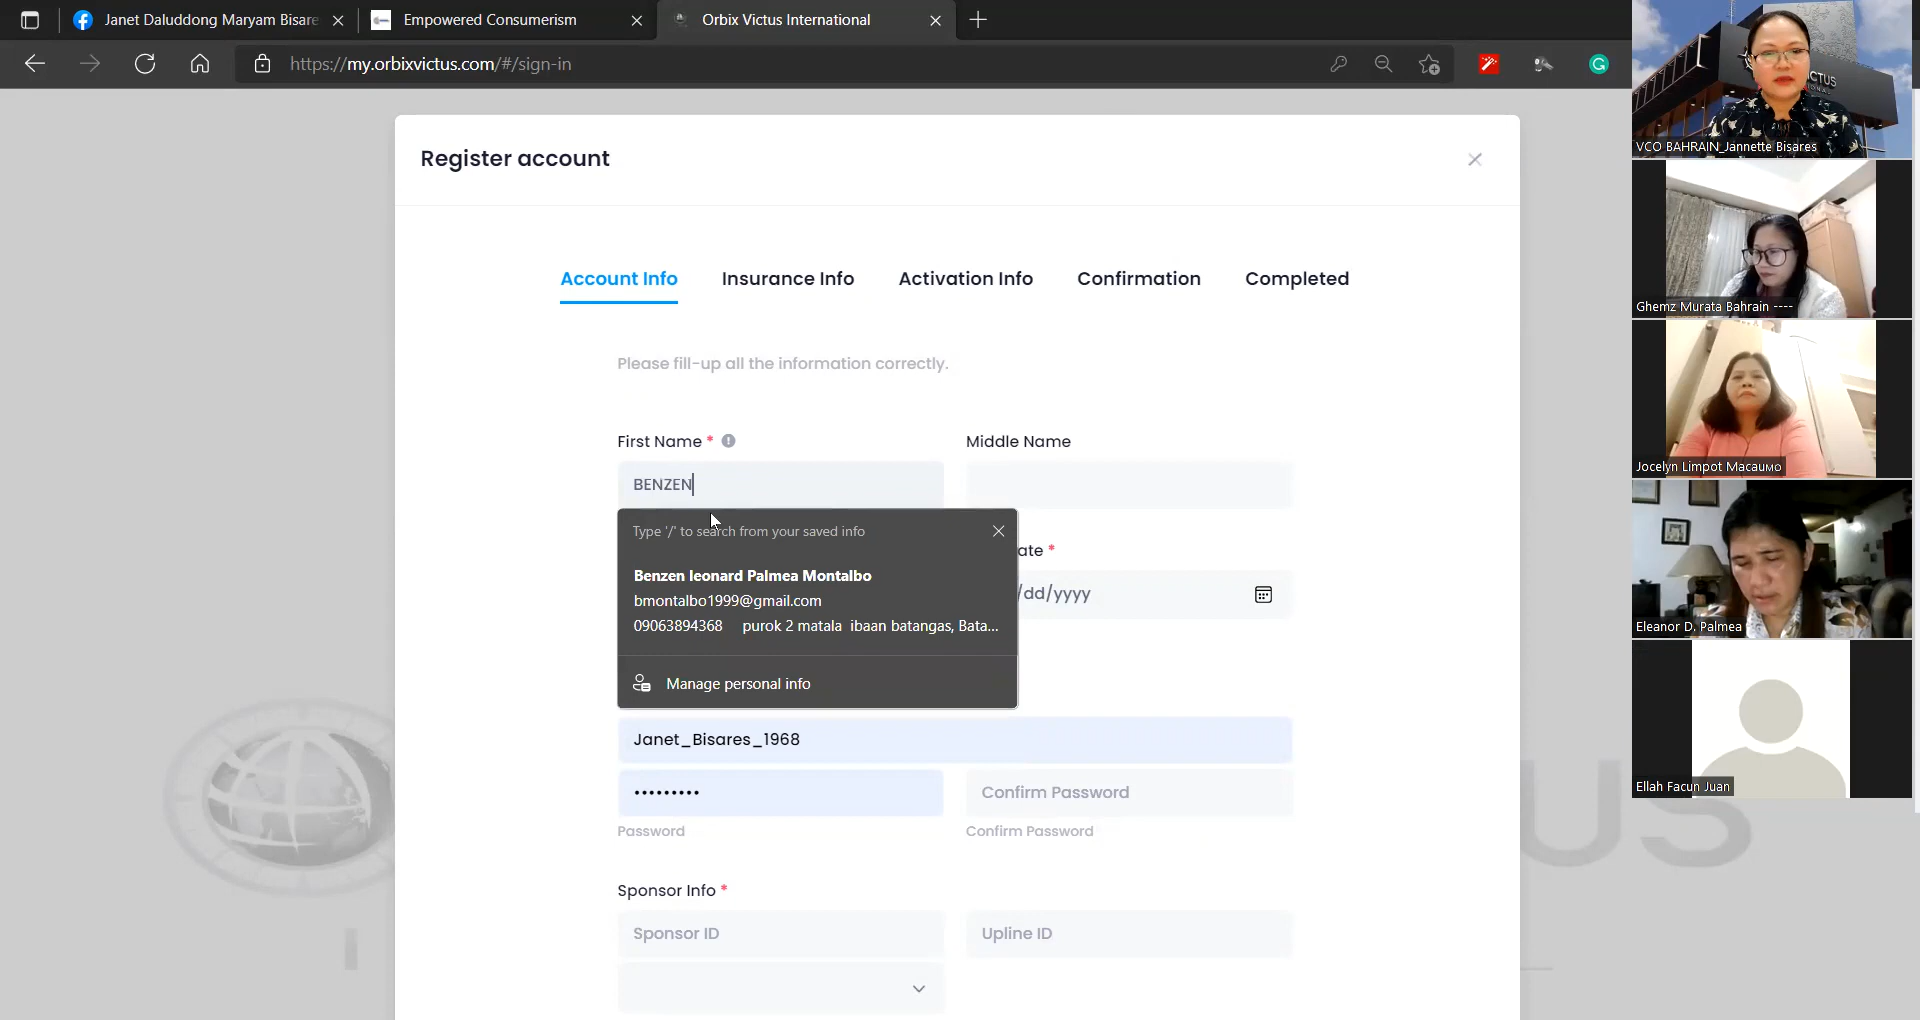 Janet Daluddong Maryam Bisare
Empowered Consumerism
Orbix Victus International
https://my.orbixvictus.com/#/sign-in
Register account
Account Info
Insurance Info
Activation Info
Confirmation
Completed
Please fill-up all the information correctly.
First Name *
Middle Name
BENZEN
Type '/' to search from your saved info
Benzen leonard Palmea Montalbo
bmontalbo1999@gmail.com
09063894368 purok 2 matala ibaan batangas, Bata...
Manage personal info
ate *
/dd/yyyy
Janet_Bisares_1968
•••••••••
Confirm Password
Password
Confirm Password
Sponsor Info *
Sponsor ID
Upline ID
US
VICTUS
VCO BAHRAIN_Jannette Bisares
Ghemz Murata Bahrain ----
Jocelyn Limpot Macaumo
Eleanor D. Palmea
Ellah Facun Juan